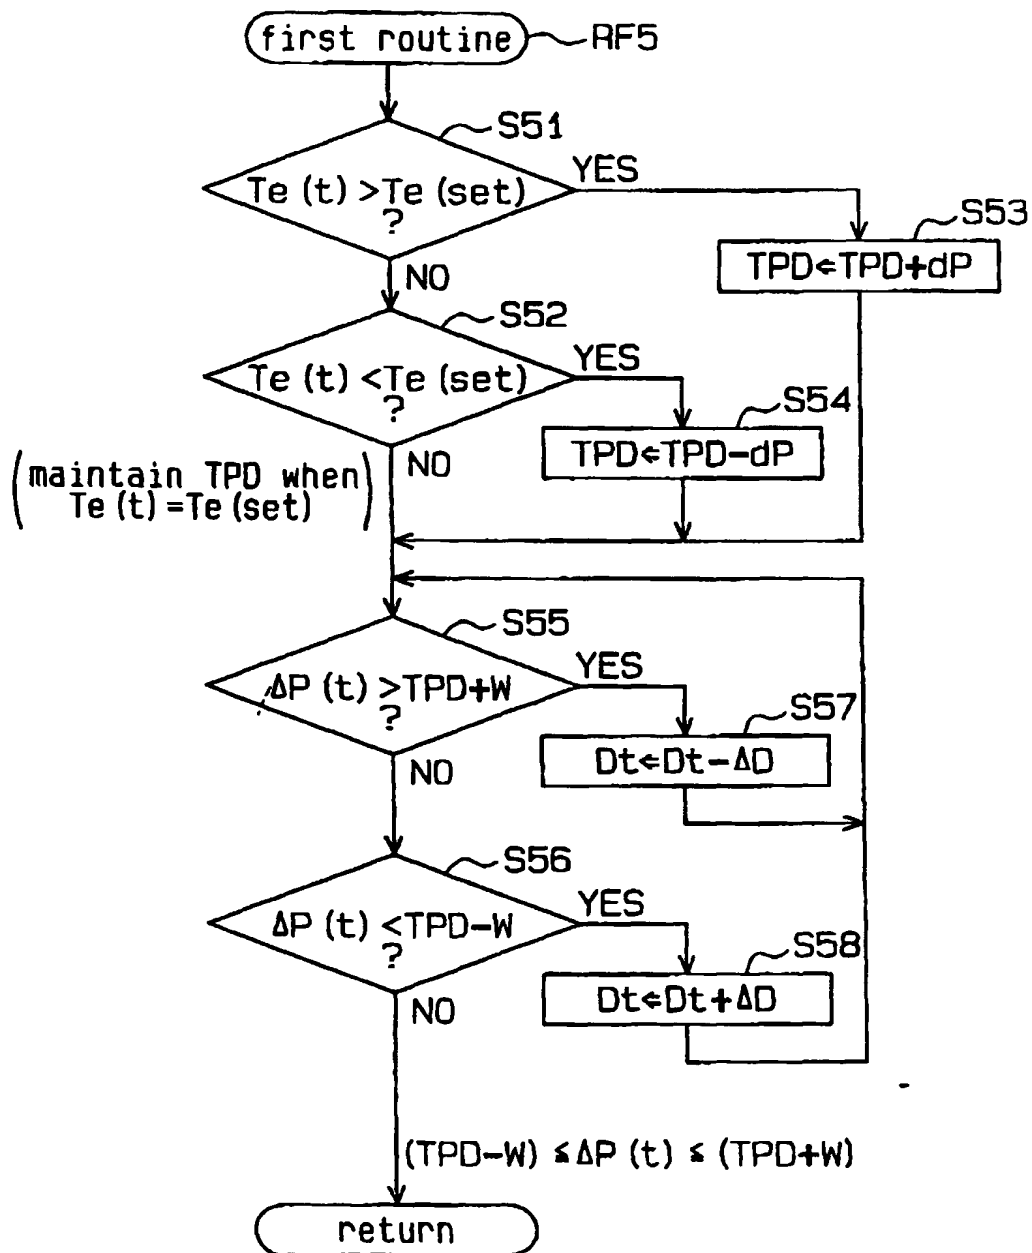 first routine
RF5
S51
Te (t) >Te (set)
?
YES
NO
S53
TPD⇐TPD+dP
S52
Te (t) <Te (set)
?
YES
NO
S54
TPD⇐TPD−dP
(maintain TPD when
Te (t) =Te (set))
S55
ΔP (t) >TPD+W
?
YES
NO
S57
Dt⇐Dt−ΔD
S56
ΔP (t) <TPD−W
?
YES
NO
S58
Dt⇐Dt+ΔD
(TPD−W) ≦ΔP (t) ≦ (TPD+W)
return